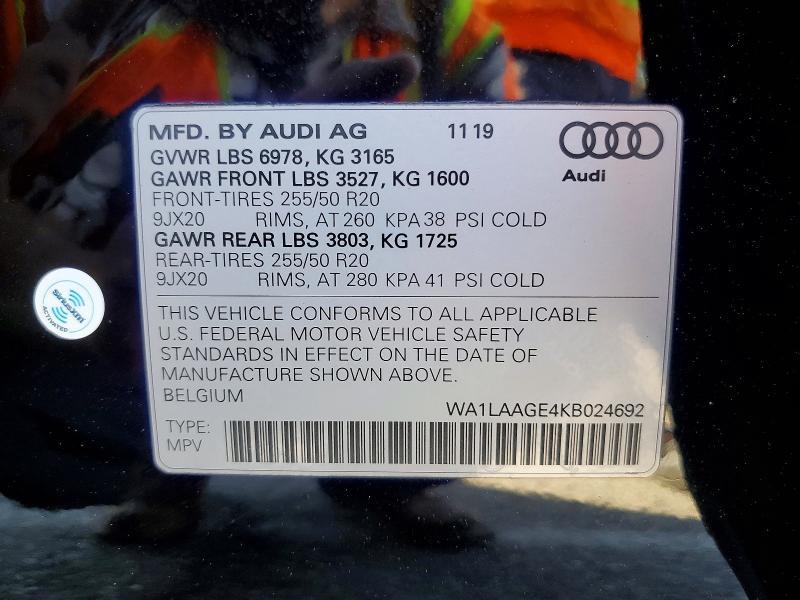 MFD. BY AUDI AG 11 19
GVWR LBS 6978, KG 3165
GAWR FRONT LBS 3527, KG 1600
FRONT-TIRES 255/50 R20
9JX20 RIMS, AT 260 KPA 38 PSI COLD
GAWR REAR LBS 3803, KG 1725
REAR-TIRES 255/50 R20
9JX20 RIMS, AT 280 KPA 41 PSI COLD
Audi
THIS VEHICLE CONFORMS TO ALL APPLICABLE
U.S. FEDERAL MOTOR VEHICLE SAFETY
STANDARDS IN EFFECT ON THE DATE OF
MANUFACTURE SHOWN ABOVE.
BELGIUM
WA1LAAGE4KB024692
TYPE:
MPV
SiriusXM
ACTIVATED